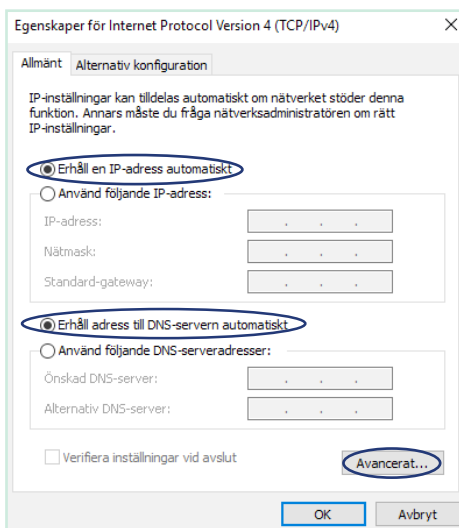 Egenskaper för Internet Protocol Version 4 (TCP/IPv4)
Allmänt Alternativ konfiguration
IP-inställningar kan tilldelas automatiskt om nätverket stöder denna
funktion. Annars måste du fråga nätverksadministratören om rätt
IP-inställningar.
Erhåll en IP-adress automatiskt
Använd följande IP-adress:
IP-adress:
Nätmask:
Standard-gateway:
Erhåll adress till DNS-servern automatiskt
Använd följande DNS-serveradresser:
Önskad DNS-server:
Alternativ DNS-server:
Verifiera inställningar vid avslut
Avancerat...
OK Avbryt